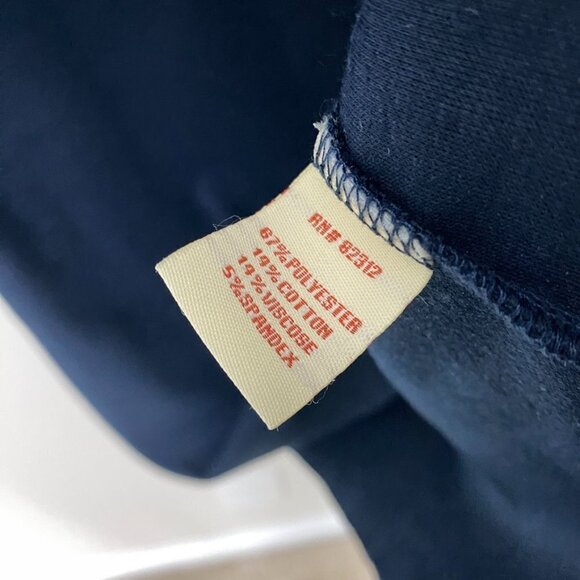 RN# 82312
67% POLYESTER
14% COTTON
14% VISCOSE
5% SPANDEX